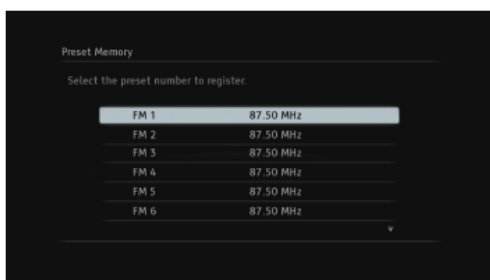 Preset Memory
Select the preset number to register.
FM 1 87.50 MHz
FM 2 87.50 MHz
FM 3 87.50 MHz
FM 4 87.50 MHz
FM 5 87.50 MHz
FM 6 87.50 MHz